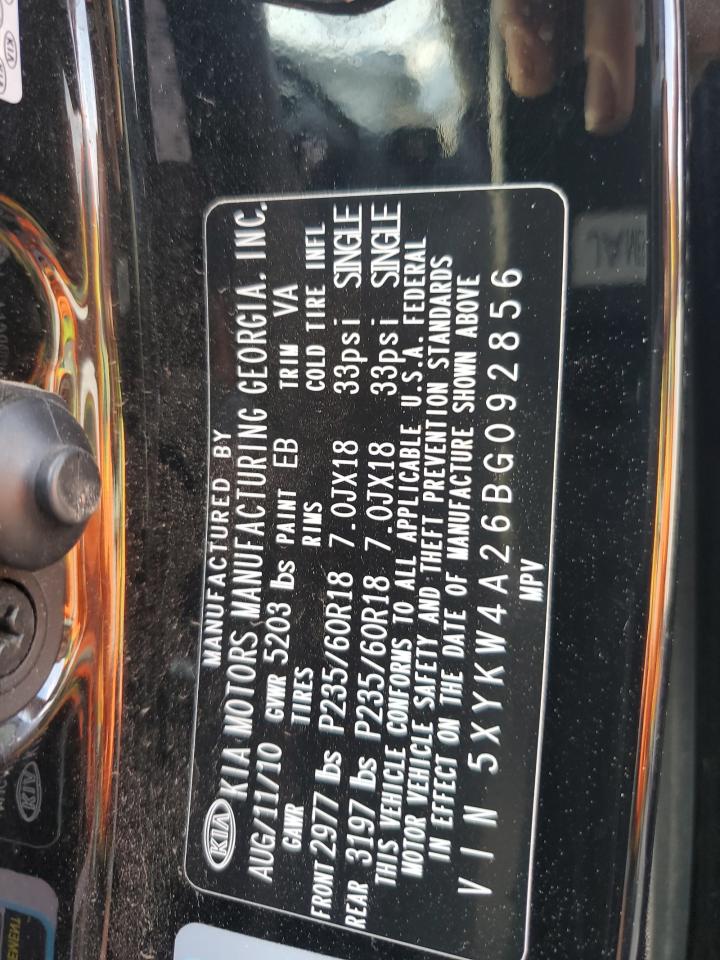 MANUFACTURED BY
KIA KIA MOTORS MANUFACTURING GEORGIA, INC.
AUG/11/10 GVWR 5203 lbs PAINT EB TRIM VA
GAWR TIRES RIMS COLD TIRE INFL
FRONT 2977 lbs P235/60R18 7.0JX18 33psi SINGLE
REAR 3197 lbs P235/60R18 7.0JX18 33psi SINGLE
THIS VEHICLE CONFORMS TO ALL APPLICABLE U.S.A. FEDERAL
MOTOR VEHICLE SAFETY AND THEFT PREVENTION STANDARDS
IN EFFECT ON THE DATE OF MANUFACTURE SHOWN ABOVE
VIN 5XYKW4A26BG092856
MPV
KIA
KIA